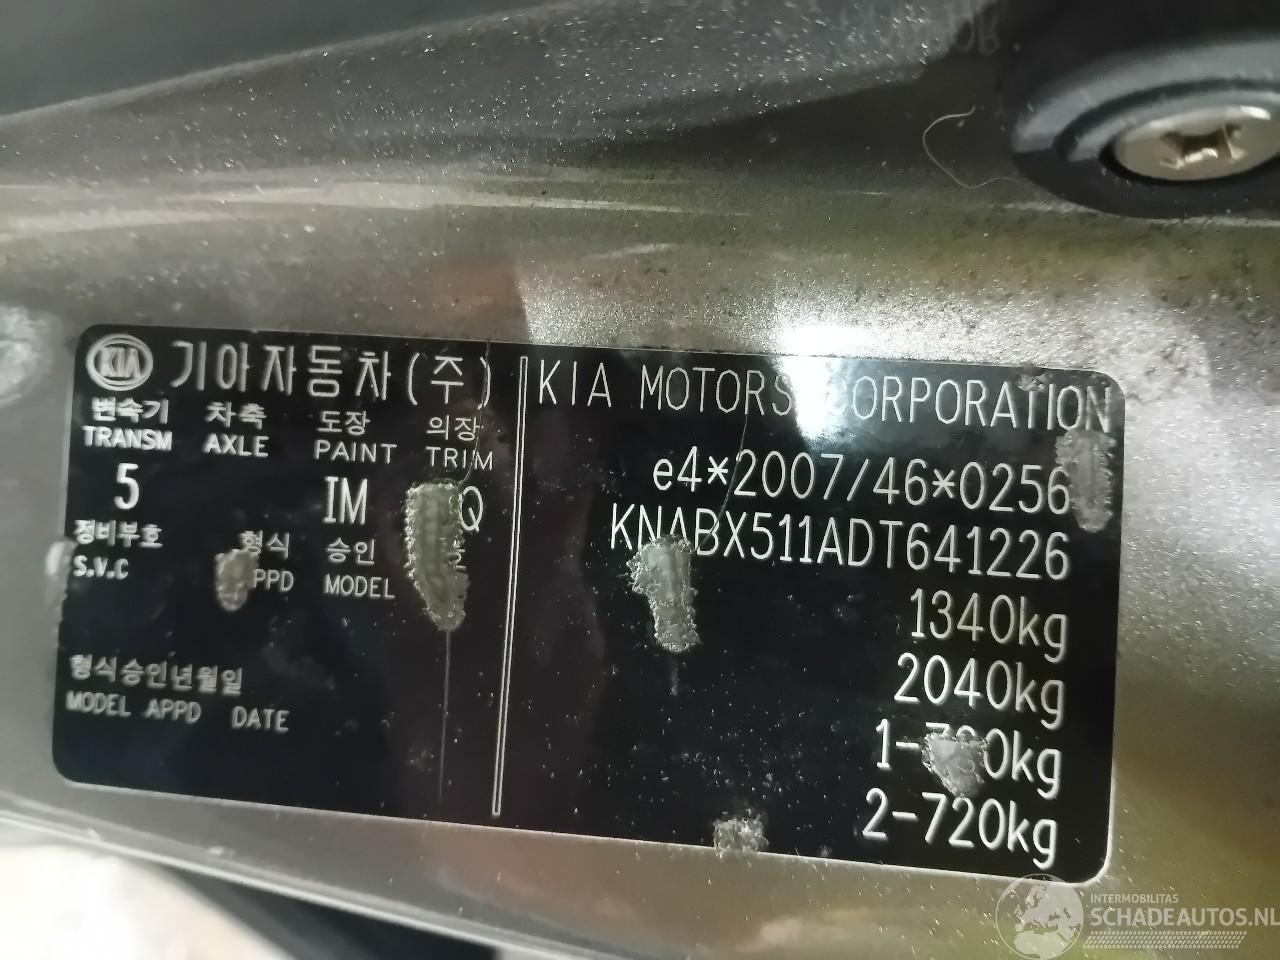 KIA 기아자동차(주)
변속기 차축 도장 의장
TRANSM AXLE PAINT TRIM
5 IM Q
정비부호 형식 승인
S.V.C APPD MODEL
형식승인년월일
MODEL APPD DATE
KIA MOTORS CORPORATION
e4*2007/46*0256
KNABX511ADT641226
1340kg
2040kg
2-720kg
INTERMOBILITAS
SCHADEAUTOS.NL